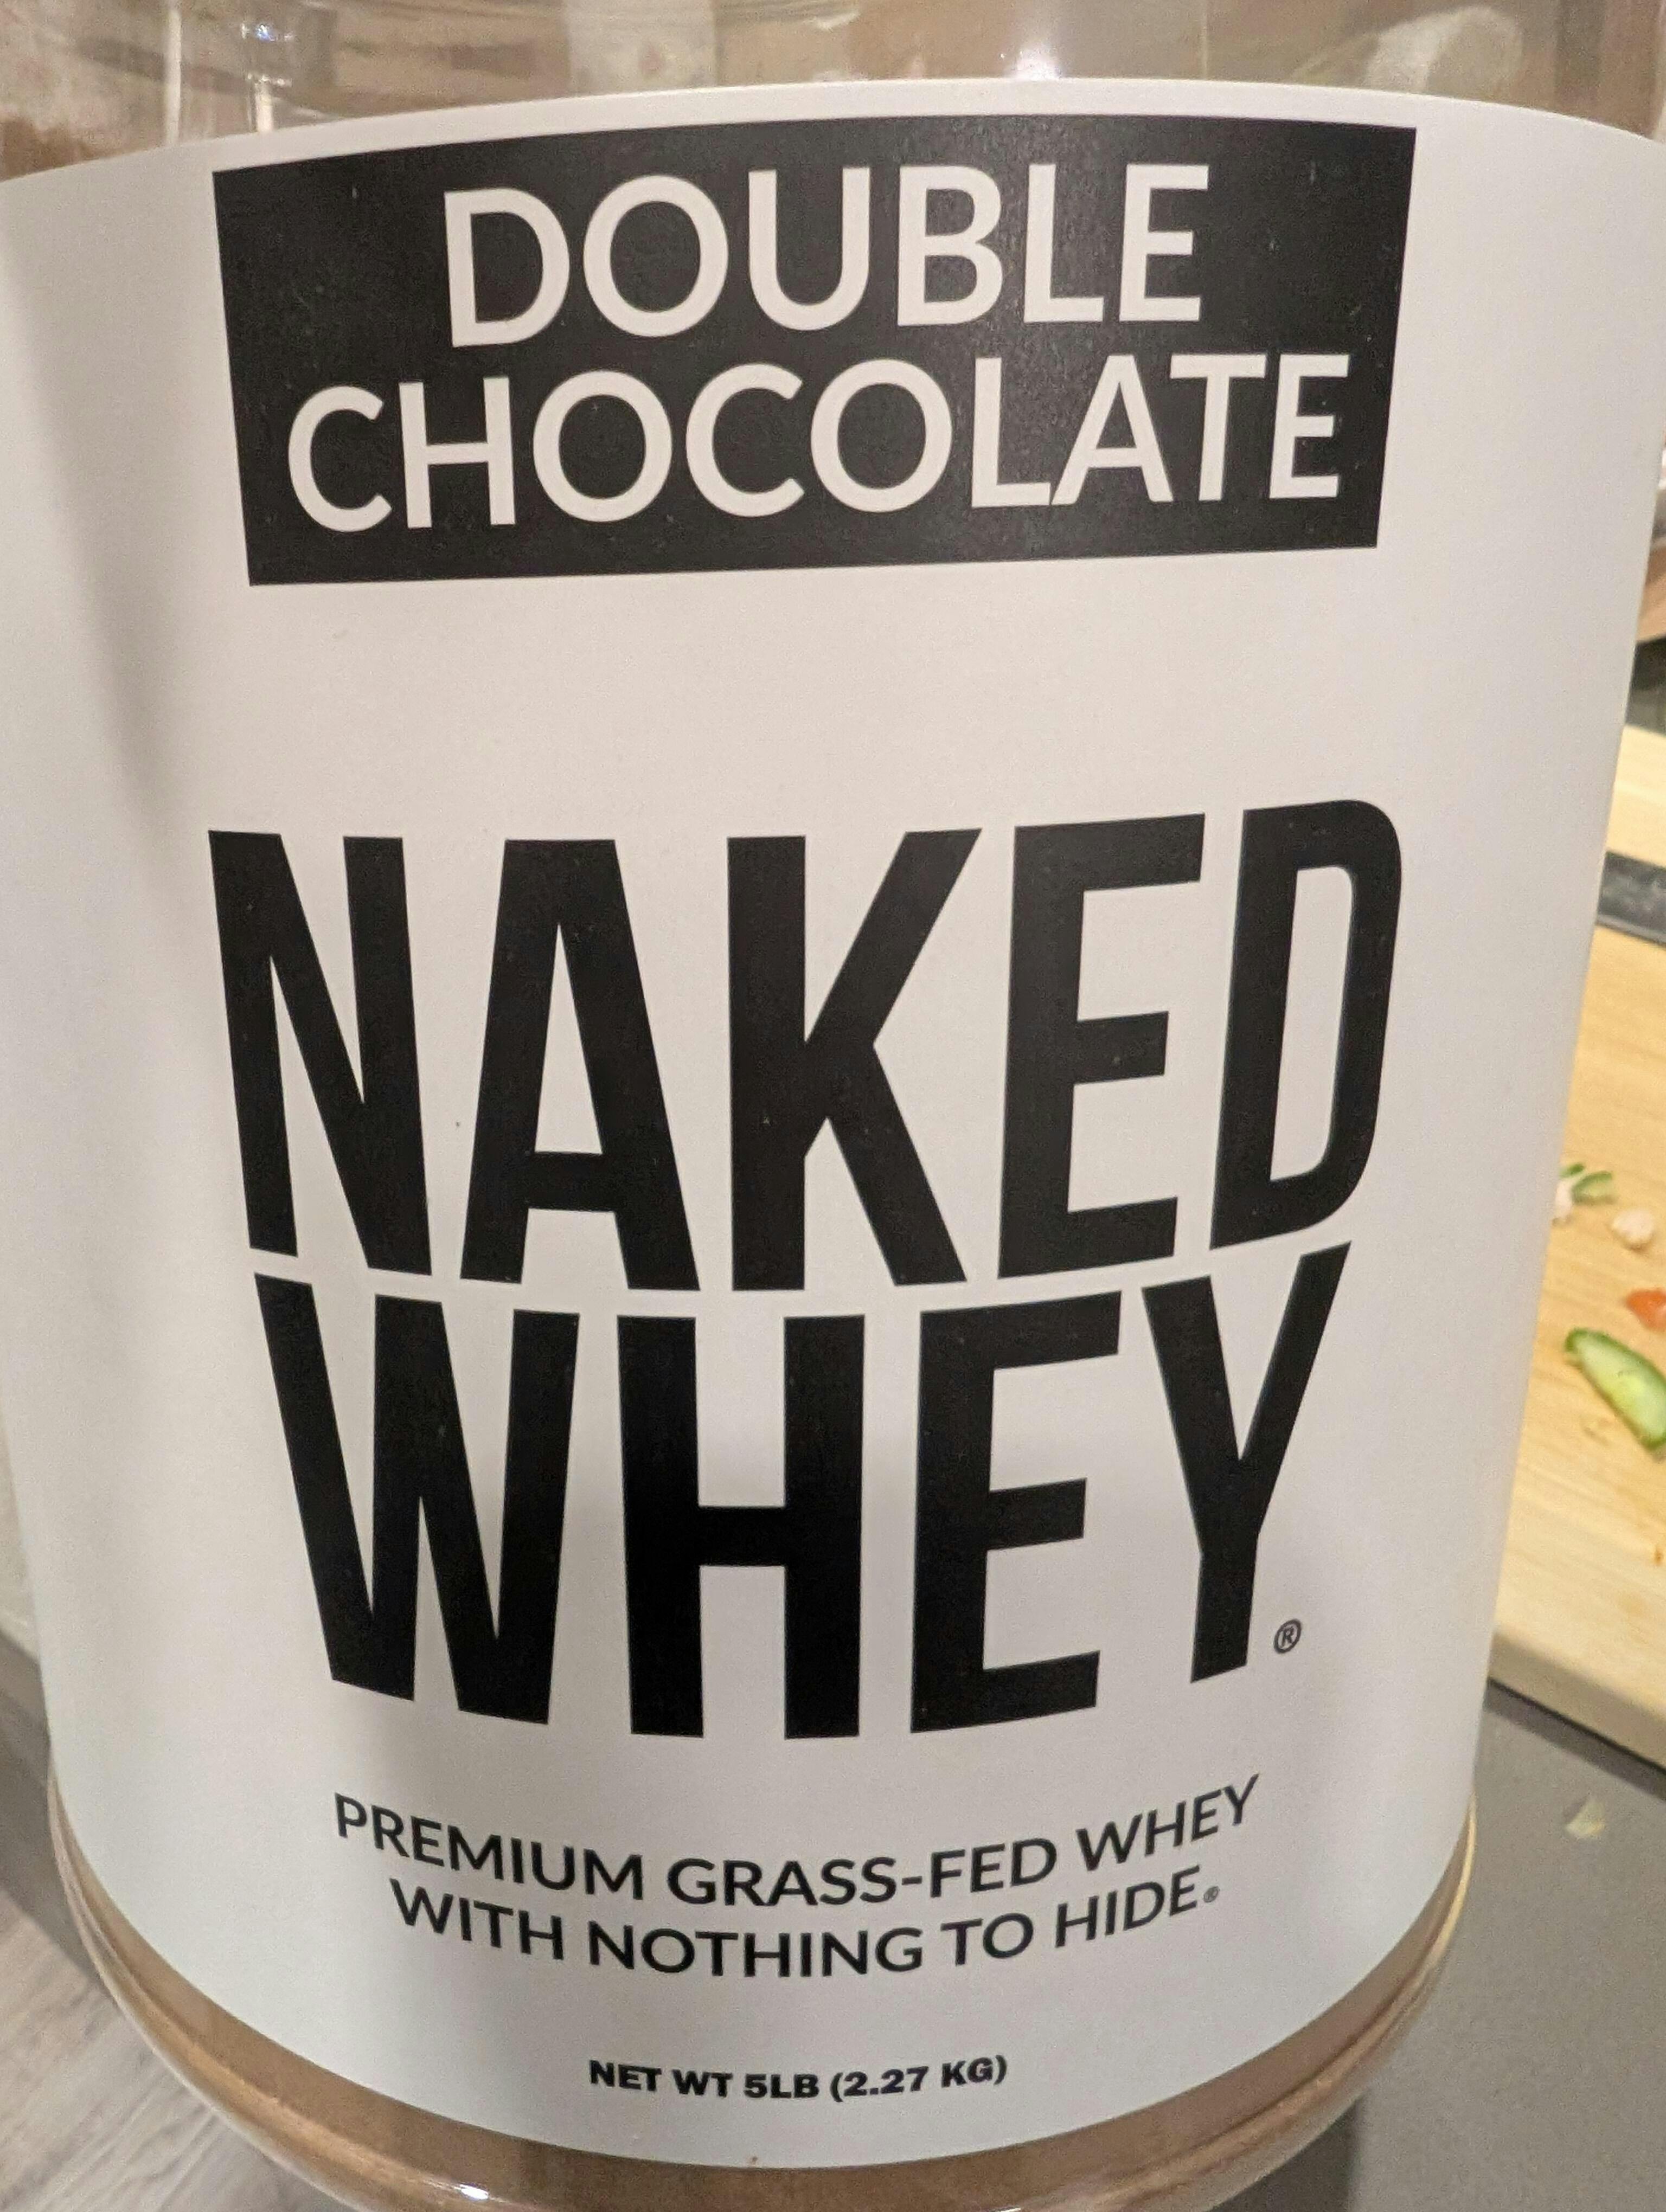 DOUBLE
CHOCOLATE
NAKED
WHEY®
PREMIUM GRASS-FED WHEY
WITH NOTHING TO HIDE®
NET WT 5LB (2.27 KG)